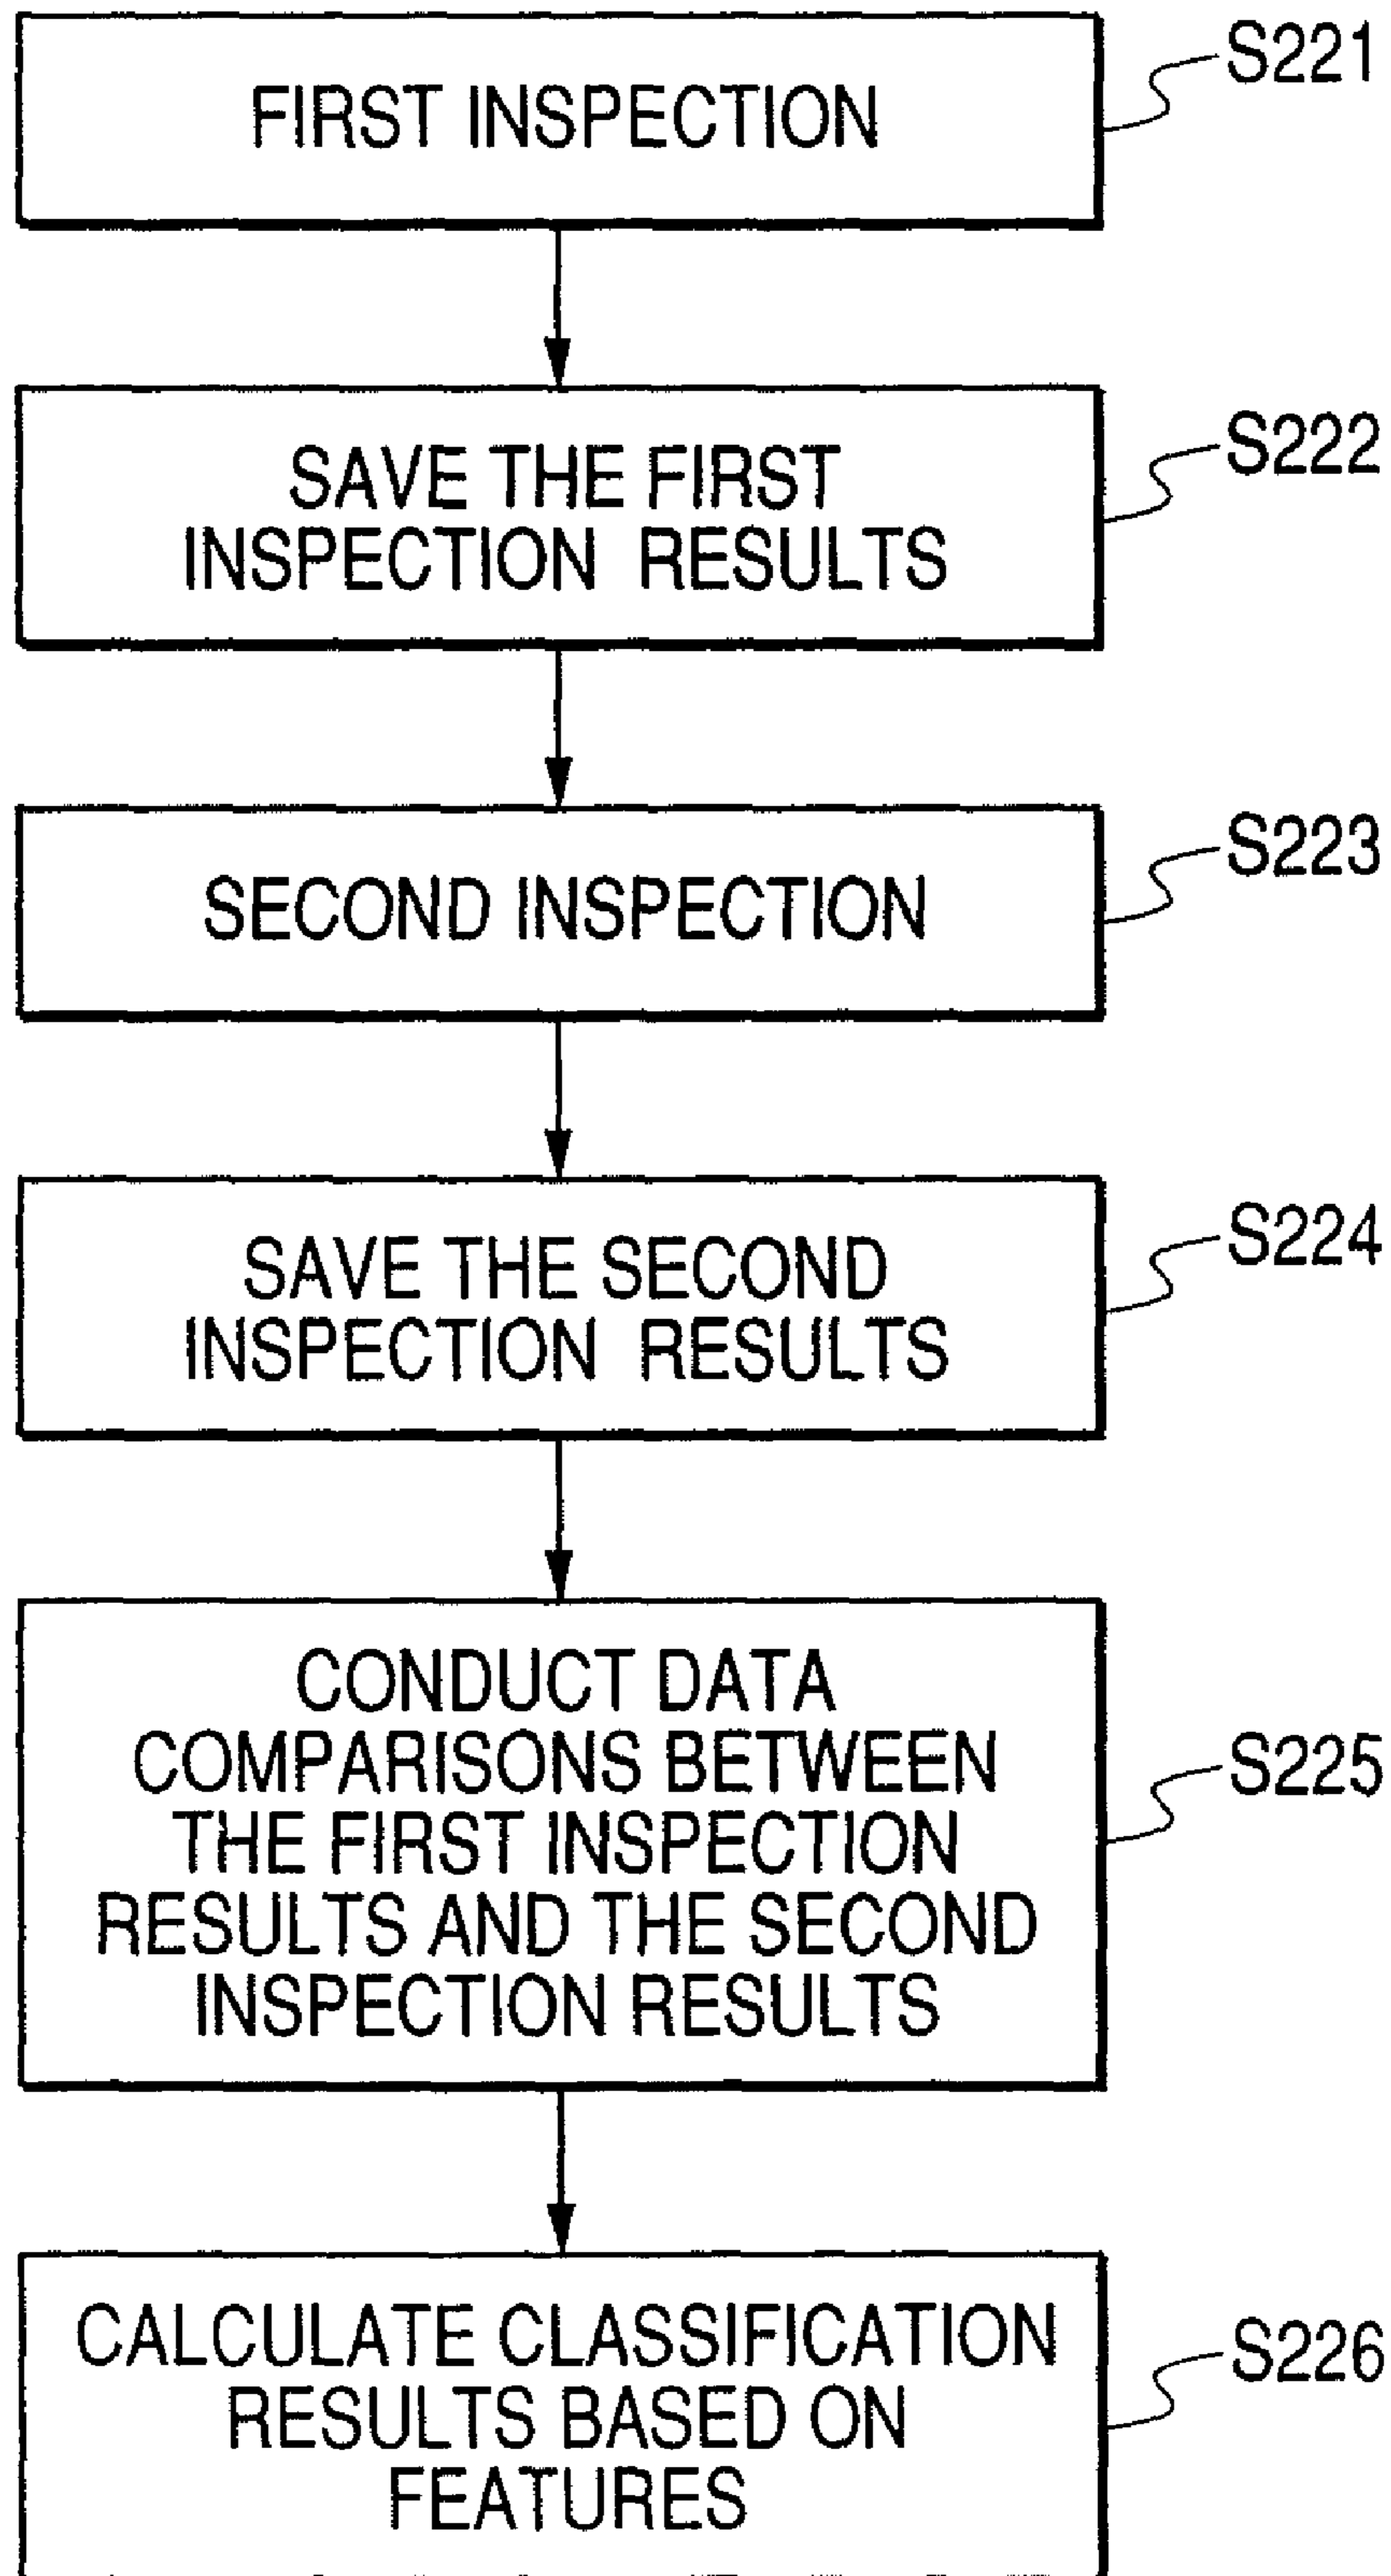 FIRST INSPECTION
S221
SAVE THE FIRST
INSPECTION RESULTS
S222
SECOND INSPECTION
S223
SAVE THE SECOND
INSPECTION RESULTS
S224
CONDUCT DATA
COMPARISONS BETWEEN
THE FIRST INSPECTION
RESULTS AND THE SECOND
INSPECTION RESULTS
S225
CALCULATE CLASSIFICATION
RESULTS BASED ON
FEATURES
S226